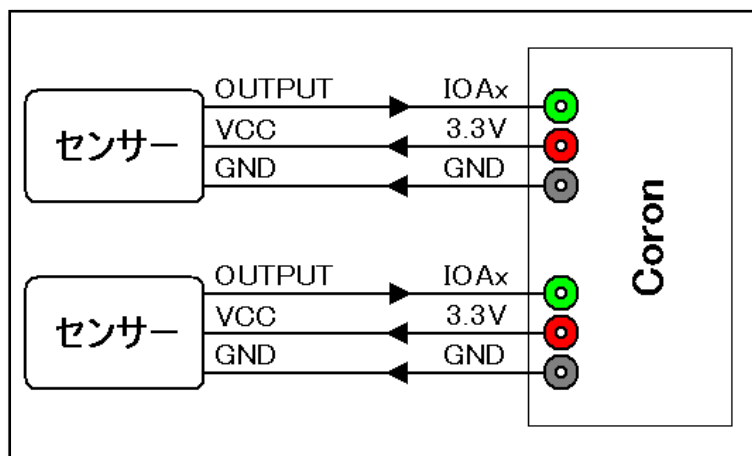 OUTPUT IOAx
センサー VCC 3.3V
GND GND
OUTPUT IOAx
センサー VCC 3.3V
GND GND
Coron